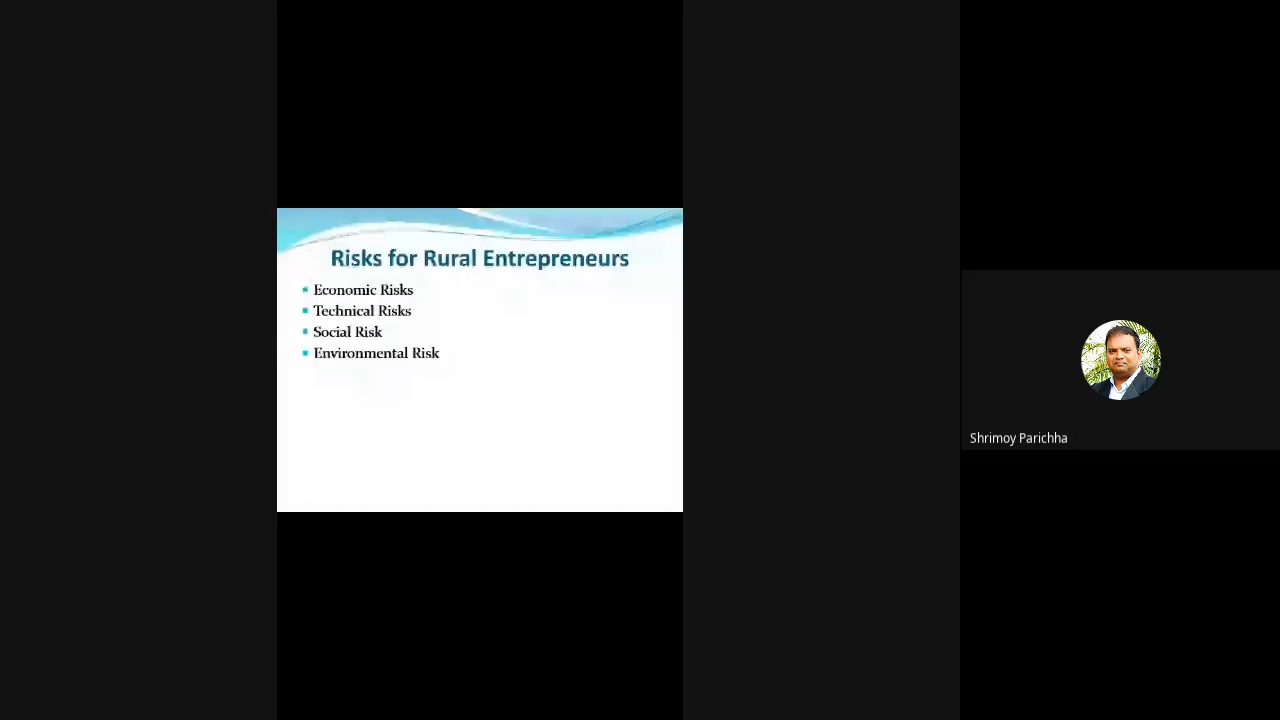 Risks for Rural Entrepreneurs
Economic Risks
Technical Risks
Social Risk
Environmental Risk
Shrimoy Parichha